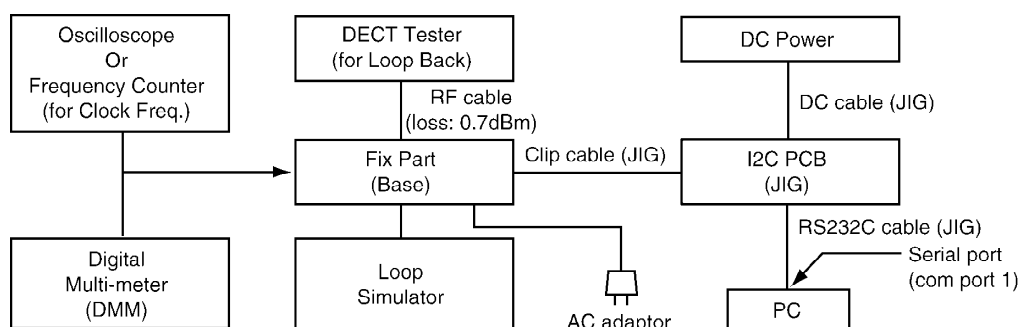 Oscilloscope
Or
Frequency Counter
(for Clock Freq.)
DECT Tester
(for Loop Back)
DC Power
RF cable
(loss: 0.7dBm)
DC cable (JIG)
Fix Part
(Base)
Clip cable (JIG)
I2C PCB
(JIG)
RS232C cable (JIG)
Serial port
(com port 1)
Digital
Multi-meter
(DMM)
Loop
Simulator
AC adaptor
PC